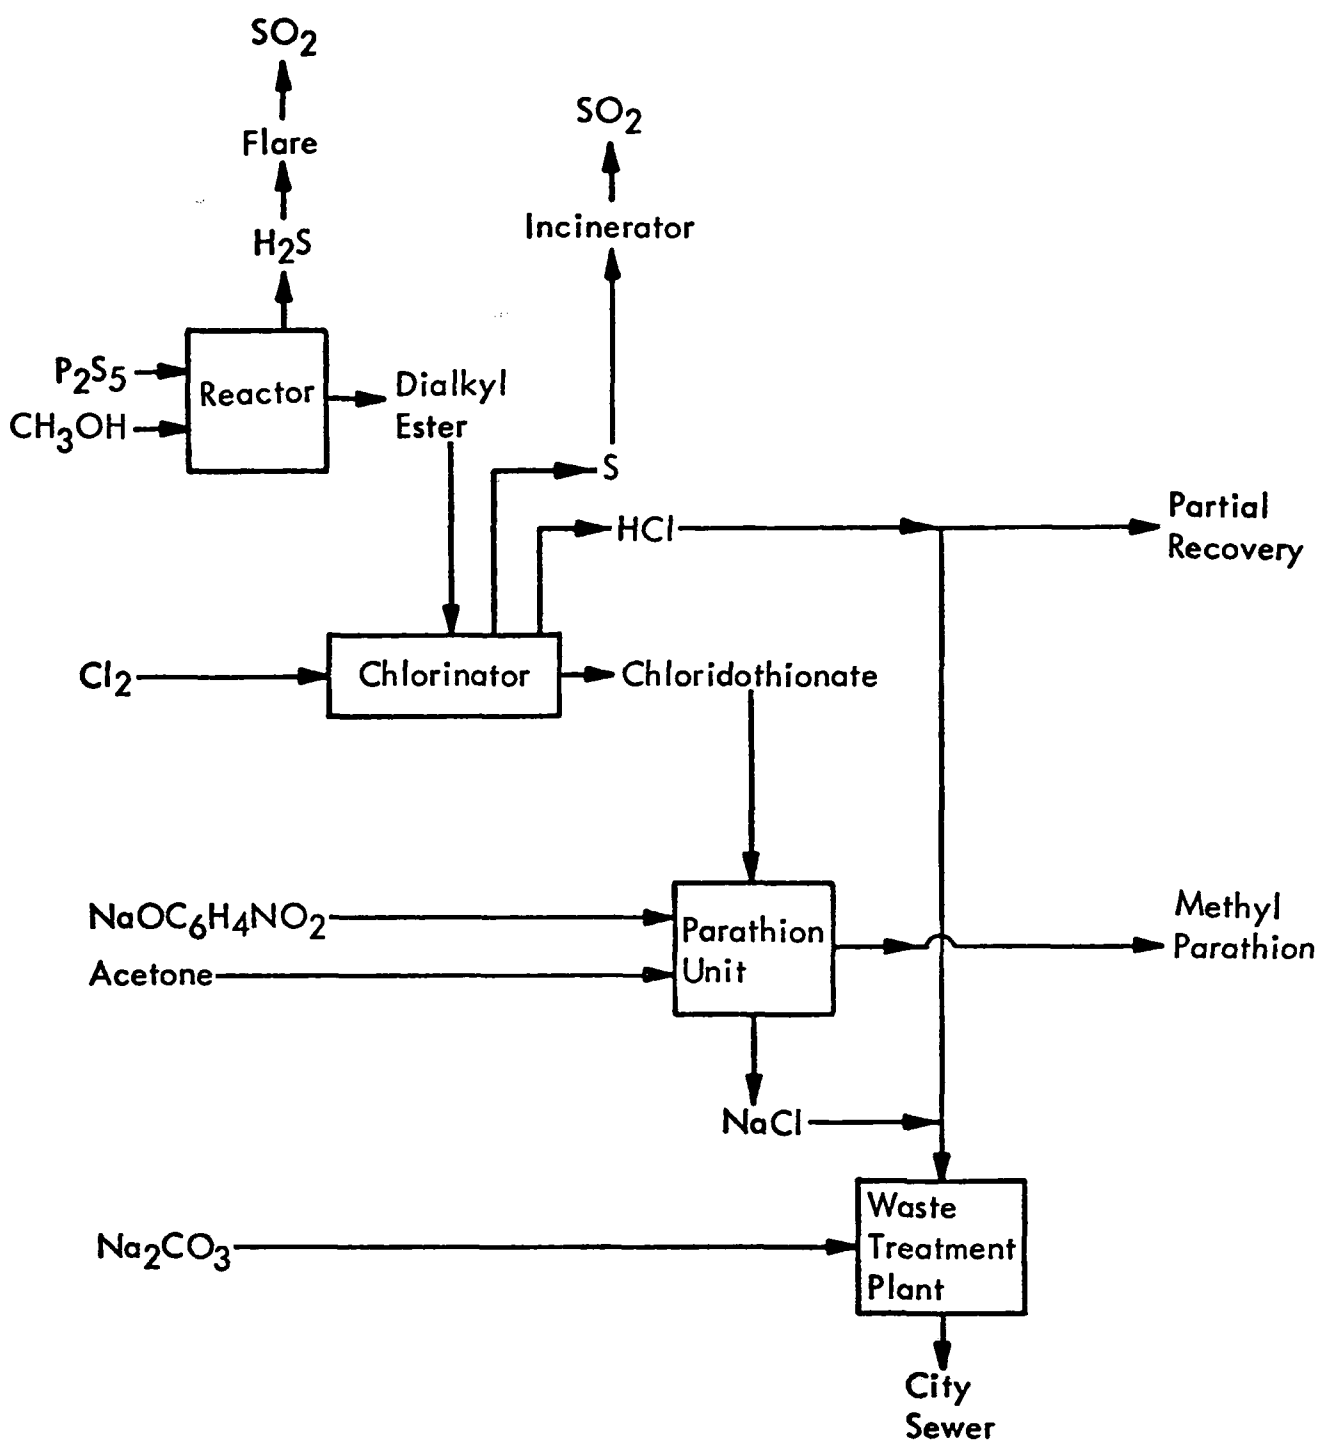 SO2
Flare
H2S
SO2
Incinerator
P2S5
CH3OH
Reactor
Dialkyl
Ester
S
HCl
Partial
Recovery
Cl2
Chlorinator
Chloridothionate
NaOC6H4NO2
Acetone
Parathion
Unit
Methyl
Parathion
NaCl
Na2CO3
Waste
Treatment
Plant
City
Sewer